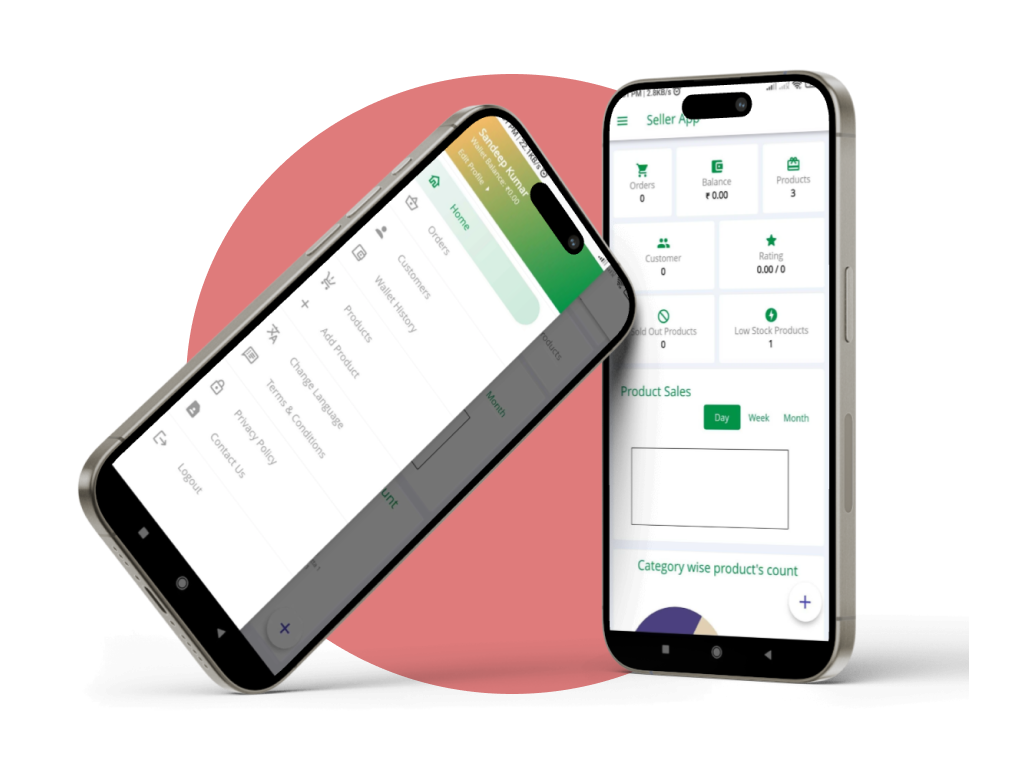 PM | 22.1KB/s
Sandeep Kumar
Wallet Balance: ₹0.00
Edit Profile
Home
Orders
Customers
Wallet History
Products
Add Product
Change Language
Terms & Conditions
Privacy Policy
Contact Us
Logout
Month
unt
PM | 2.8KB/s
Seller App
Orders
0
Balance
₹ 0.00
Products
3
Customer
0
Rating
0.00 / 0
Sold Out Products
0
Low Stock Products
1
Product Sales
Day
Week
Month
Category wise product's count
+